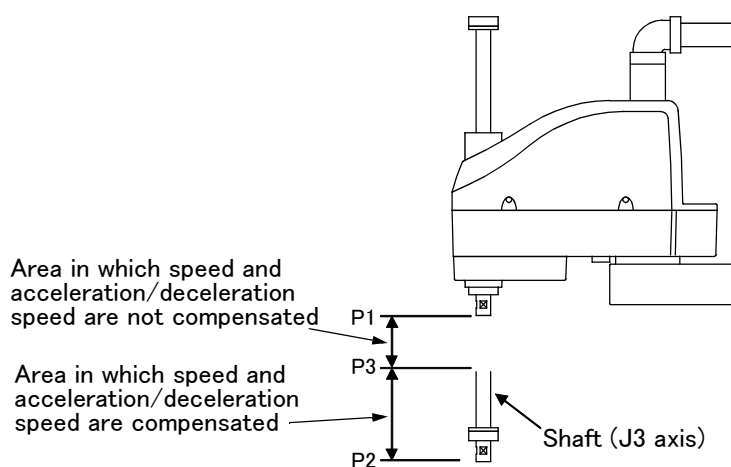 Area in which speed and
acceleration/deceleration
speed are not compensated
P1
P3
Area in which speed and
acceleration/deceleration
speed are compensated
Shaft (J3 axis)
P2